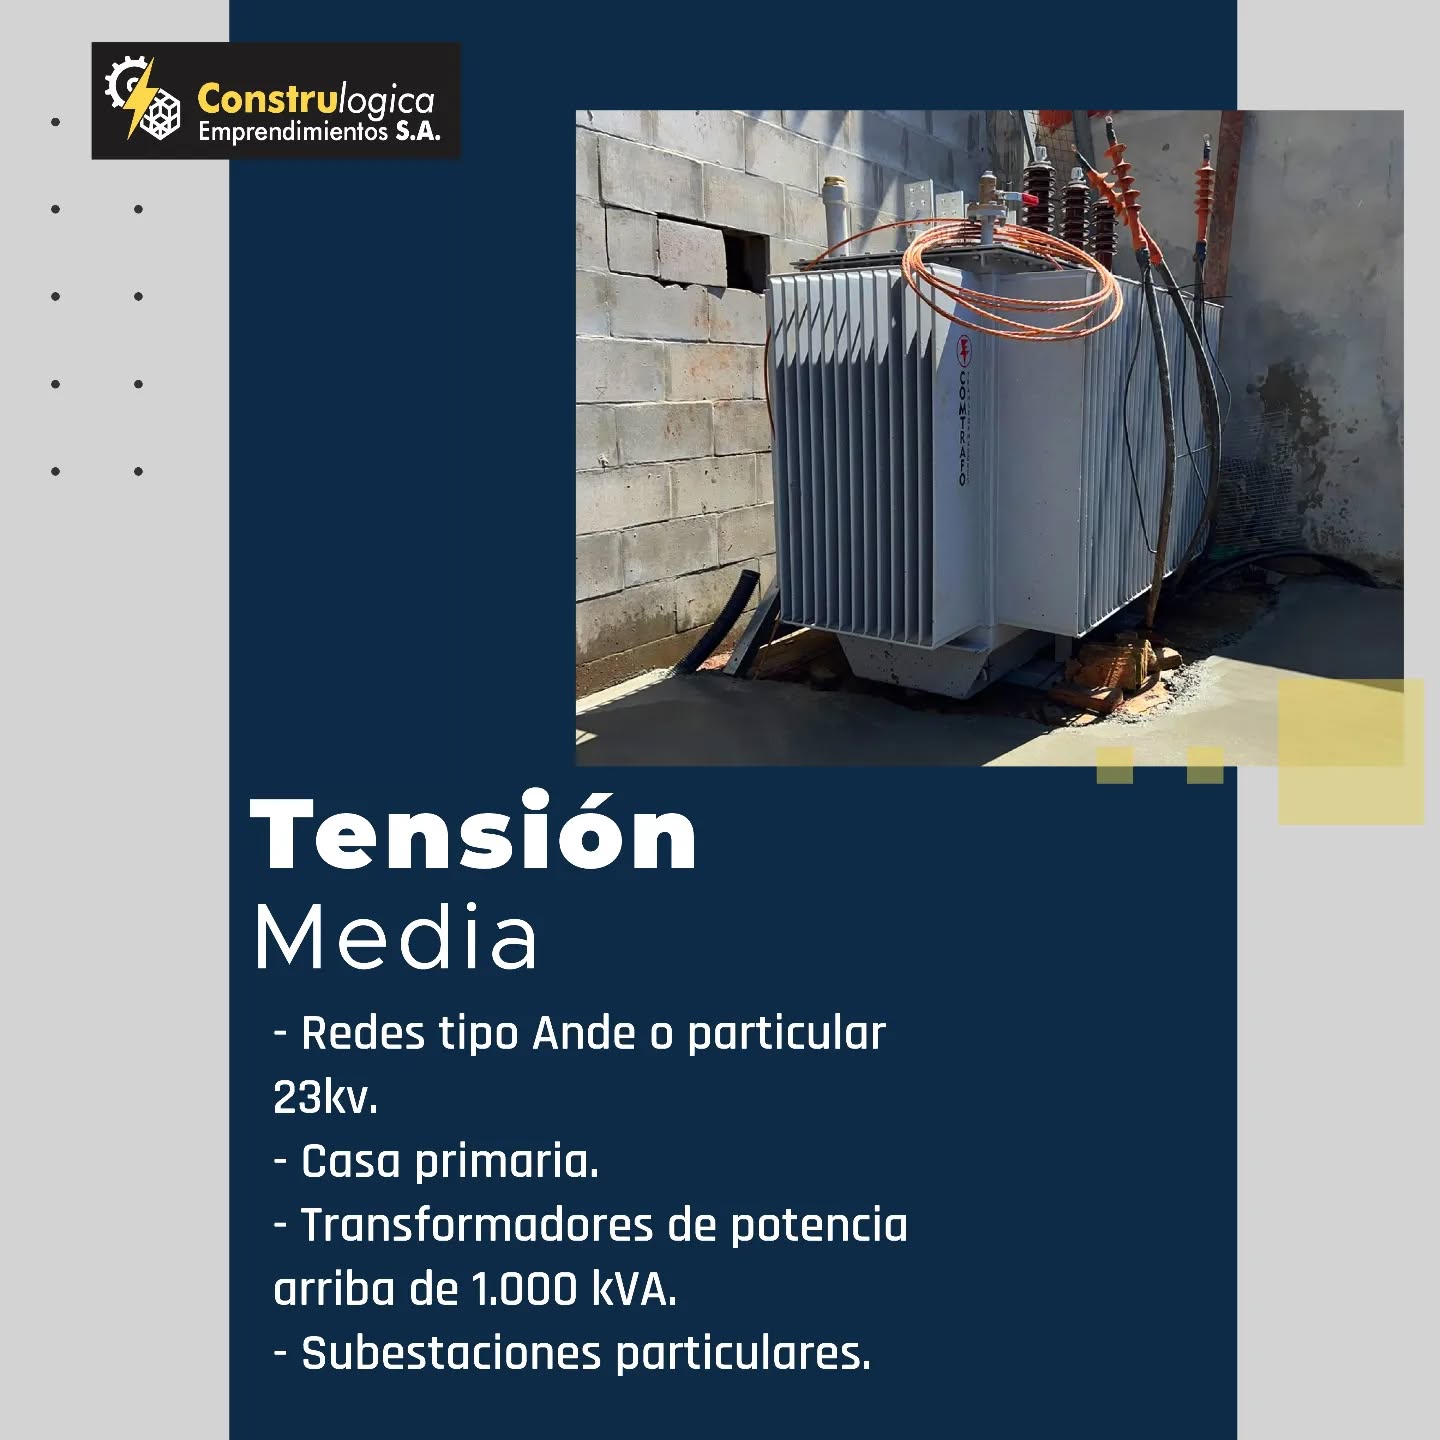 Construlogica
Emprendimientos S.A.
COMTRAFO
Tensión
Media
- Redes tipo Ande o particular
23kv.
- Casa primaria.
- Transformadores de potencia
arriba de 1.000 kVA.
- Subestaciones particulares.